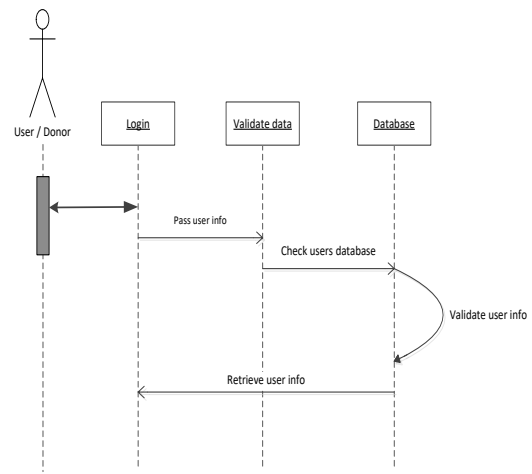 User / Donor
Login
Validate data
Database
Pass user info
Check users database
Validate user info
Retrieve user info